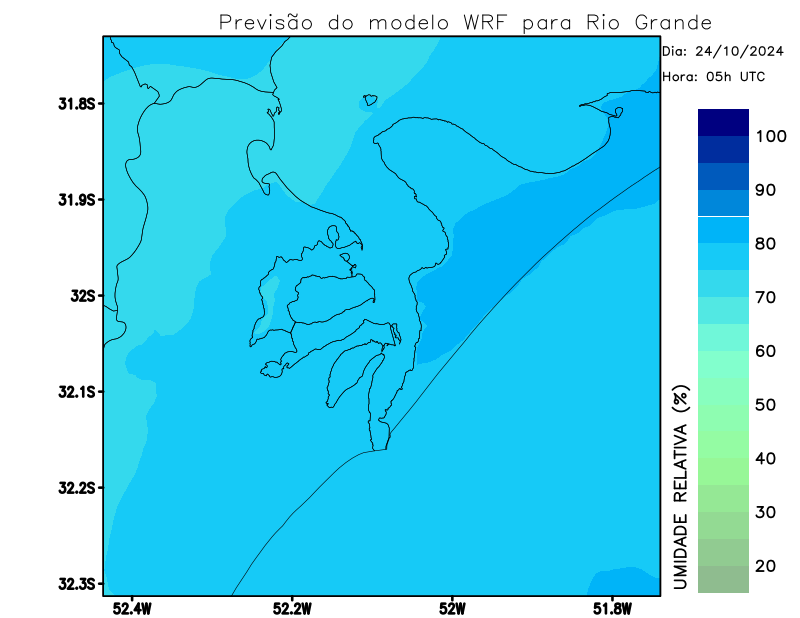 Previsão do modelo WRF para Rio Grande
Dia: 24/10/2024
Hora: 05h UTC
31.8S
31.9S
32S
32.1S
32.2S
32.3S
52.4W
52.2W
52W
51.8W
UMIDADE RELATIVA (%)
100
90
80
70
60
50
40
30
20